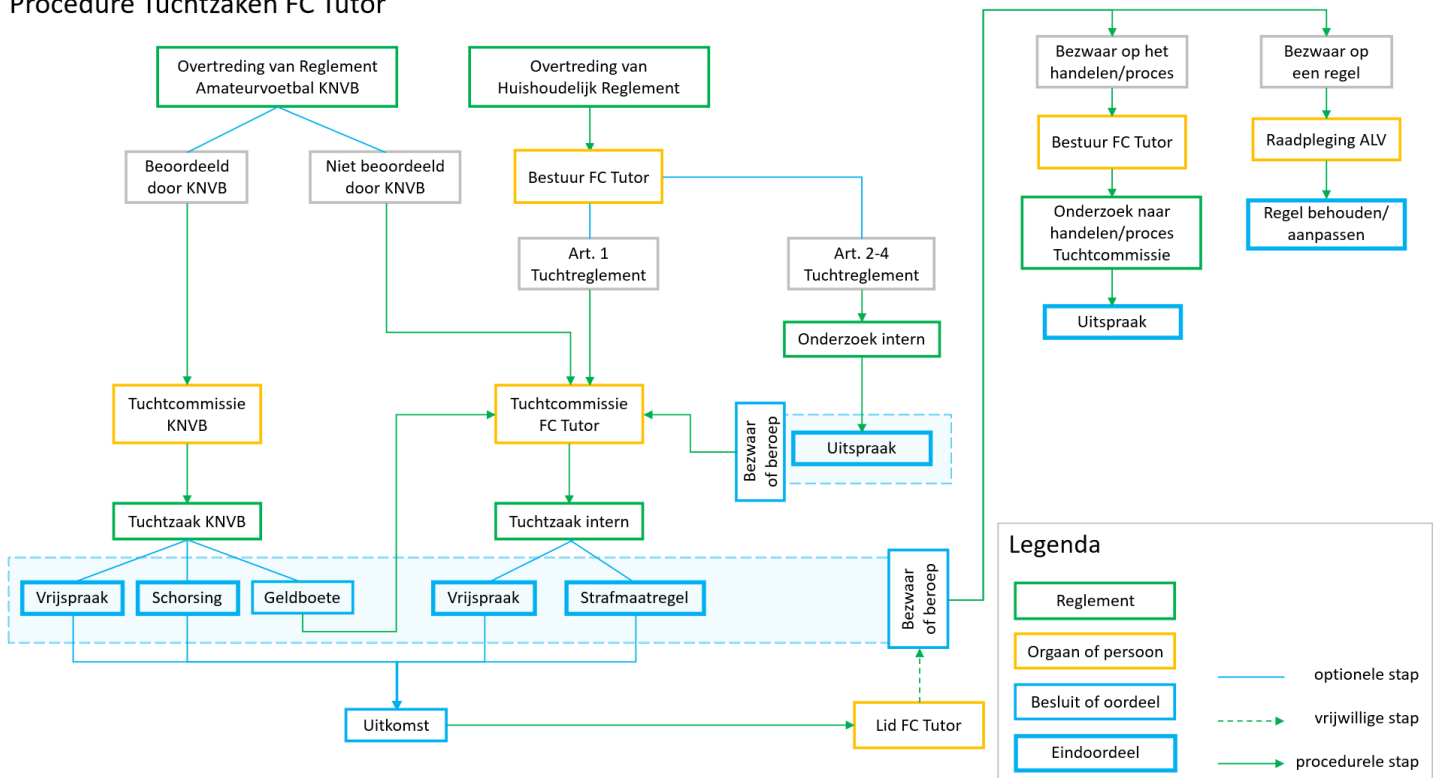 Procedure Tuchtzaken FC Tutor
Overtreding van Reglement
Amateurvoetbal KNVB
Overtreding van
Huishoudelijk Reglement
Beoordeeld
door KNVB
Niet beoordeeld
door KNVB
Bestuur FC Tutor
Art. 1
Tuchtreglement
Art. 2-4
Tuchtreglement
Onderzoek intern
Tuchtcommissie
KNVB
Tuchtcommissie
FC Tutor
Bezwaar
of beroep
Uitspraak
Tuchtzaak KNVB
Tuchtzaak intern
Vrijspraak
Schorsing
Geldboete
Vrijspraak
Strafmaatregel
Bezwaar
of beroep
Uitkomst
Lid FC Tutor
Bezwaar op het
handelen/proces
Bestuur FC Tutor
Onderzoek naar
handelen/proces
Tuchtcommissie
Uitspraak
Bezwaar op
een regel
Raadpleging ALV
Regel behouden/
aanpassen
Legenda
Reglement
Orgaan of persoon
Besluit of oordeel
Eindoordeel
optionele stap
vrijwillige stap
procedurele stap